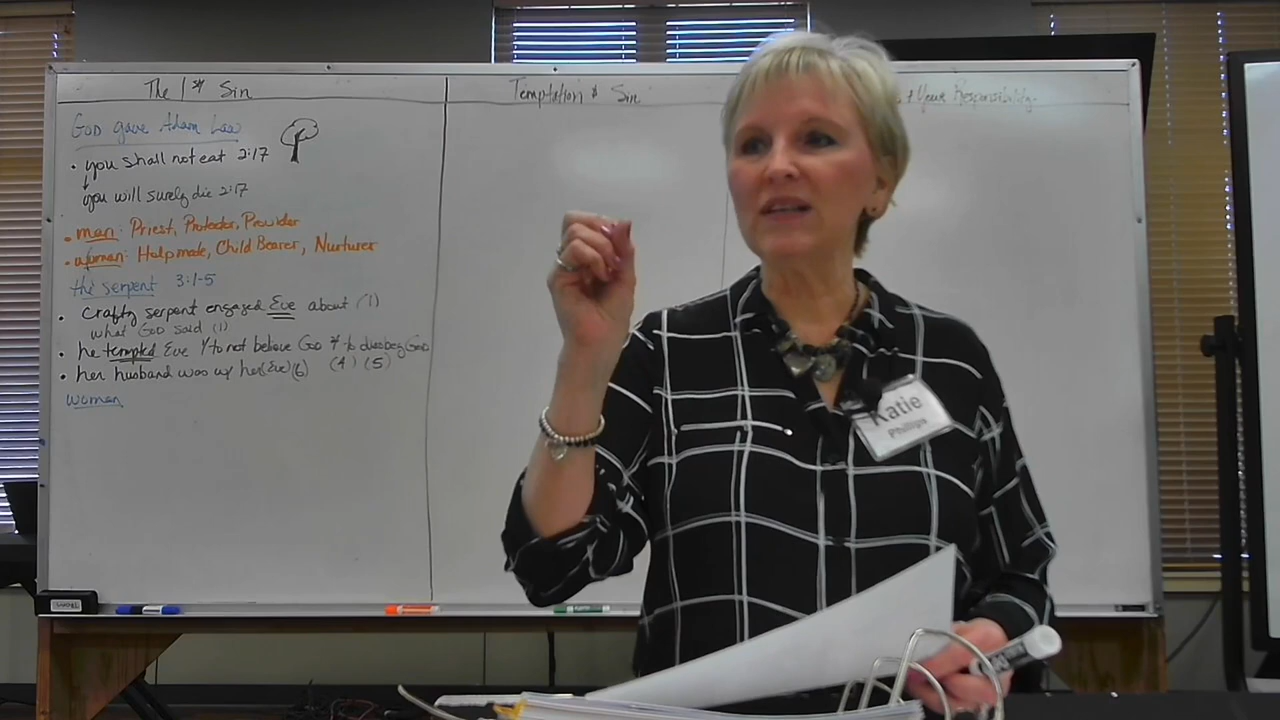 The 1st Sin
Temptation & Sin
+ Your Responsibility
God gave Adam Law
• you shall not eat 2:17
you will surely die 2:17
• man: Priest, Protector, Provider
• woman: Helpmate, Child Bearer, Nurturer
the serpent 3:1-5
• crafty serpent engaged Eve about (1)
what God said (1)
• he tempted Eve to not believe God & to disobey God
• her husband was w/ her (Eve) (6) (4) (5)
woman
Katie
Phillips